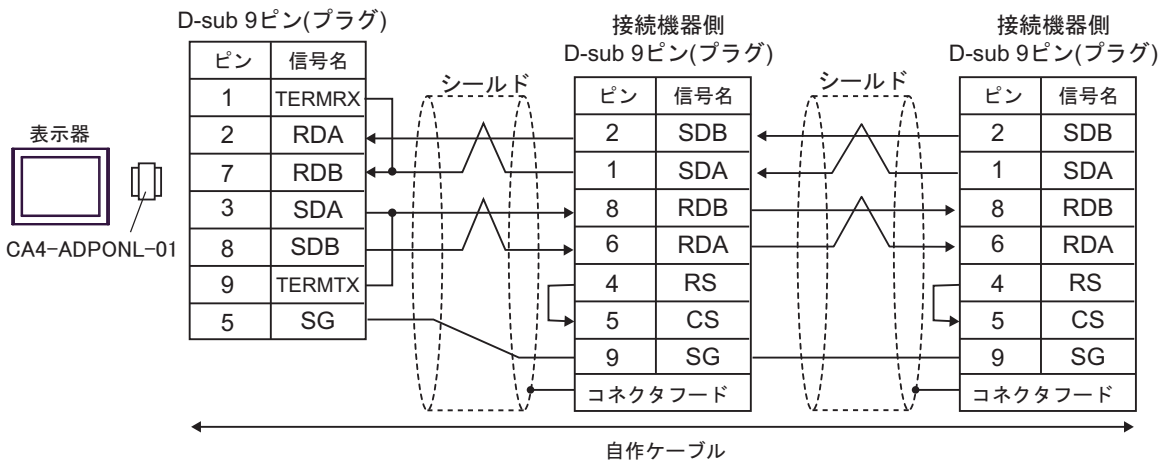 D-sub 9ピン(プラグ)
ピン 信号名
1 TERMRX
2 RDA
7 RDB
3 SDA
8 SDB
9 TERMTX
5 SG
表示器
CA4-ADPONL-01
シールド
接続機器側
D-sub 9ピン(プラグ)
ピン 信号名
2 SDB
1 SDA
8 RDB
6 RDA
4 RS
5 CS
9 SG
コネクタフード
シールド
接続機器側
D-sub 9ピン(プラグ)
ピン 信号名
2 SDB
1 SDA
8 RDB
6 RDA
4 RS
5 CS
9 SG
コネクタフード
自作ケーブル